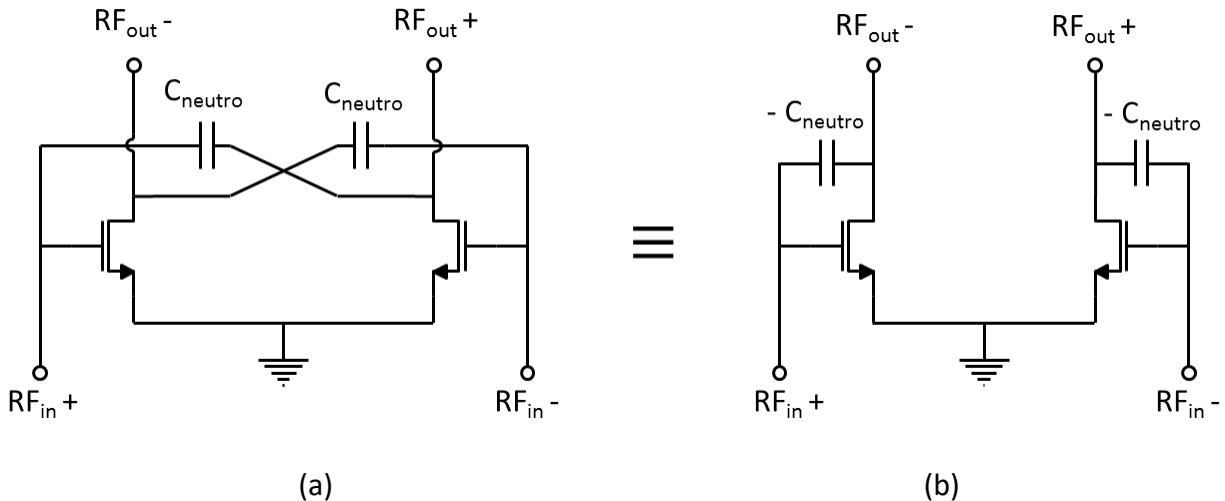 RFout - RFout +
Cneutro Cneutro
RFin + RFin -
(a)
RFout - RFout +
- Cneutro - Cneutro
RFin + RFin -
(b)